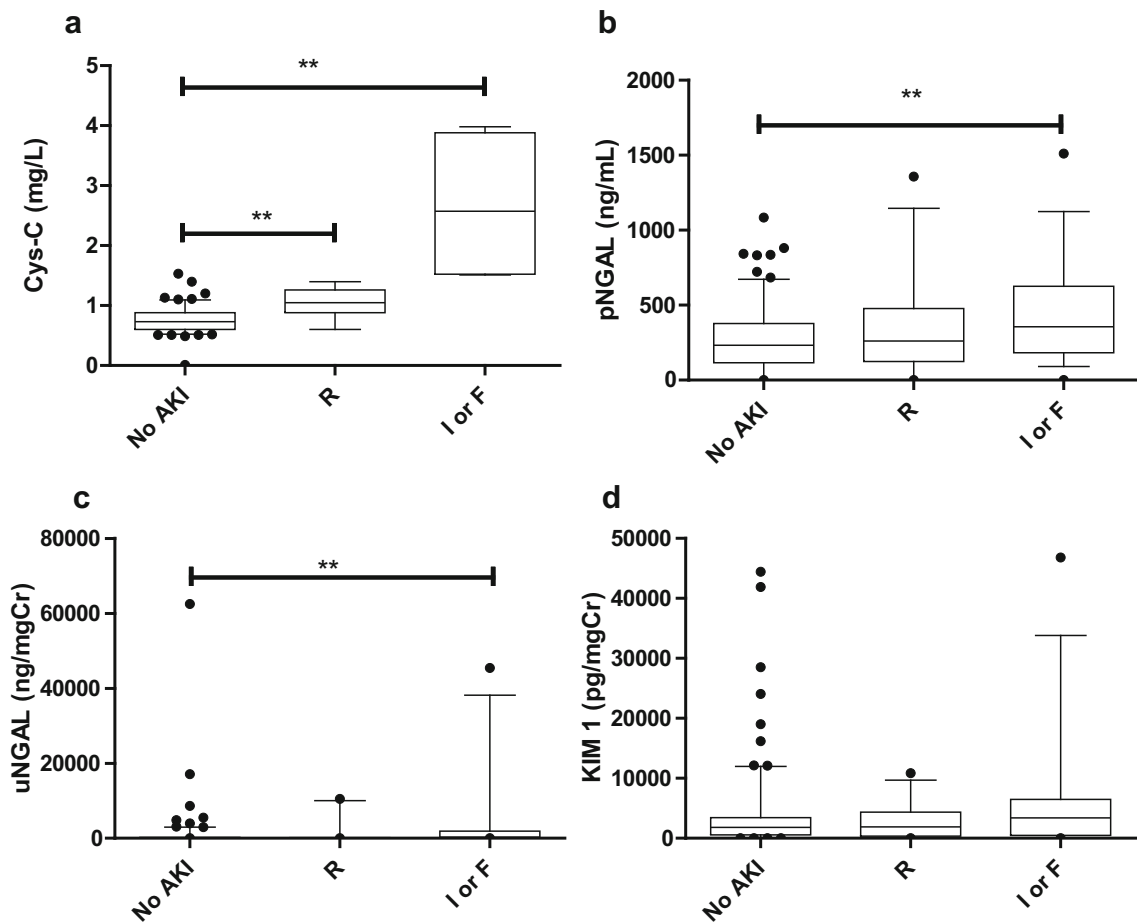 a
**
**
5
4
3
2
1
0
Cys-C (mg/L)
No AKI
R
I or F
b
**
2000
1500
1000
500
0
pNGAL (ng/mL)
No AKI
R
I or F
c
**
80000
60000
40000
20000
0
uNGAL (ng/mgCr)
No AKI
R
I or F
d
50000
40000
30000
20000
10000
0
KIM 1 (pg/mgCr)
No AKI
R
I or F